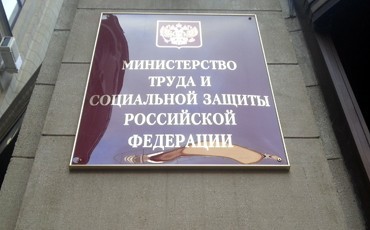 МИНИСТЕРСТВО
ТРУДА И
СОЦИАЛЬНОЙ ЗАЩИТЫ
РОССИЙСКОЙ
ФЕДЕРАЦИИ